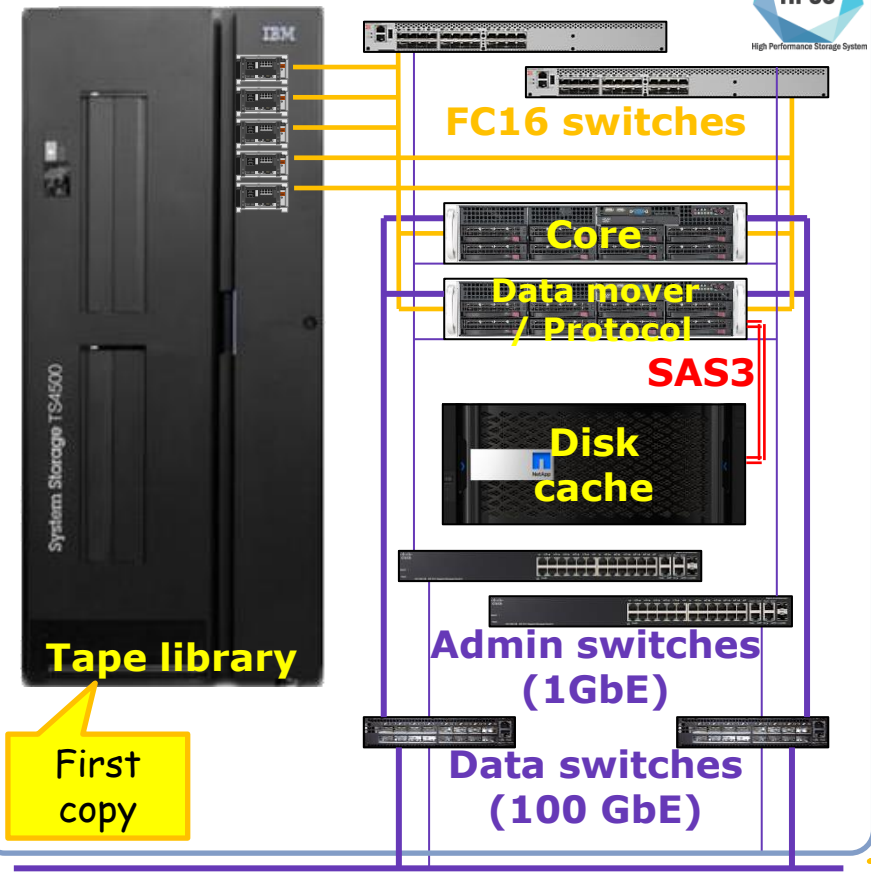 HPSS
High Performance Storage System
IBM
FC16 switches
Core
Data mover
/ Protocol
SAS3
Disk
cache
NetApp
System Storage TS4500
Admin switches
(1GbE)
Tape library
First
copy
Data switches
(100 GbE)